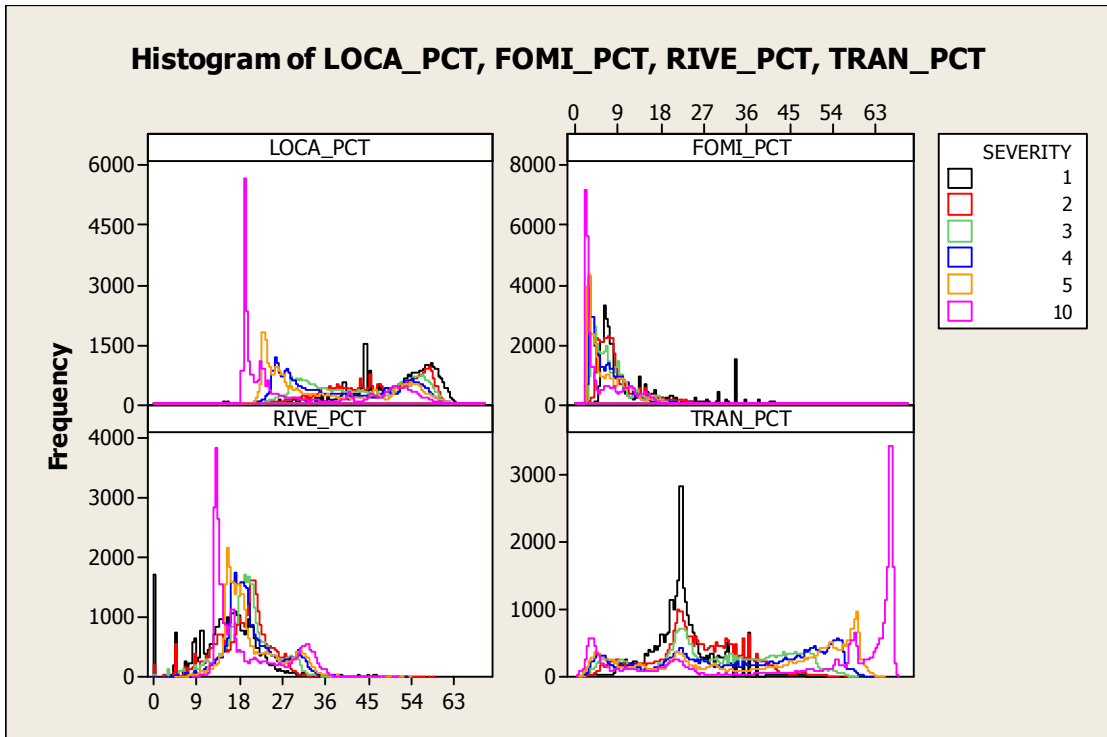 Histogram of LOCA_PCT, FOMI_PCT, RIVE_PCT, TRAN_PCT
0 9 18 27 36 45 54 63
LOCA_PCT
FOMI_PCT
6000
4500
3000
1500
0
8000
6000
4000
2000
0
SEVERITY
1
2
3
4
5
10
Frequency
RIVE_PCT
TRAN_PCT
4000
3000
2000
1000
0
3000
2000
1000
0
0 9 18 27 36 45 54 63